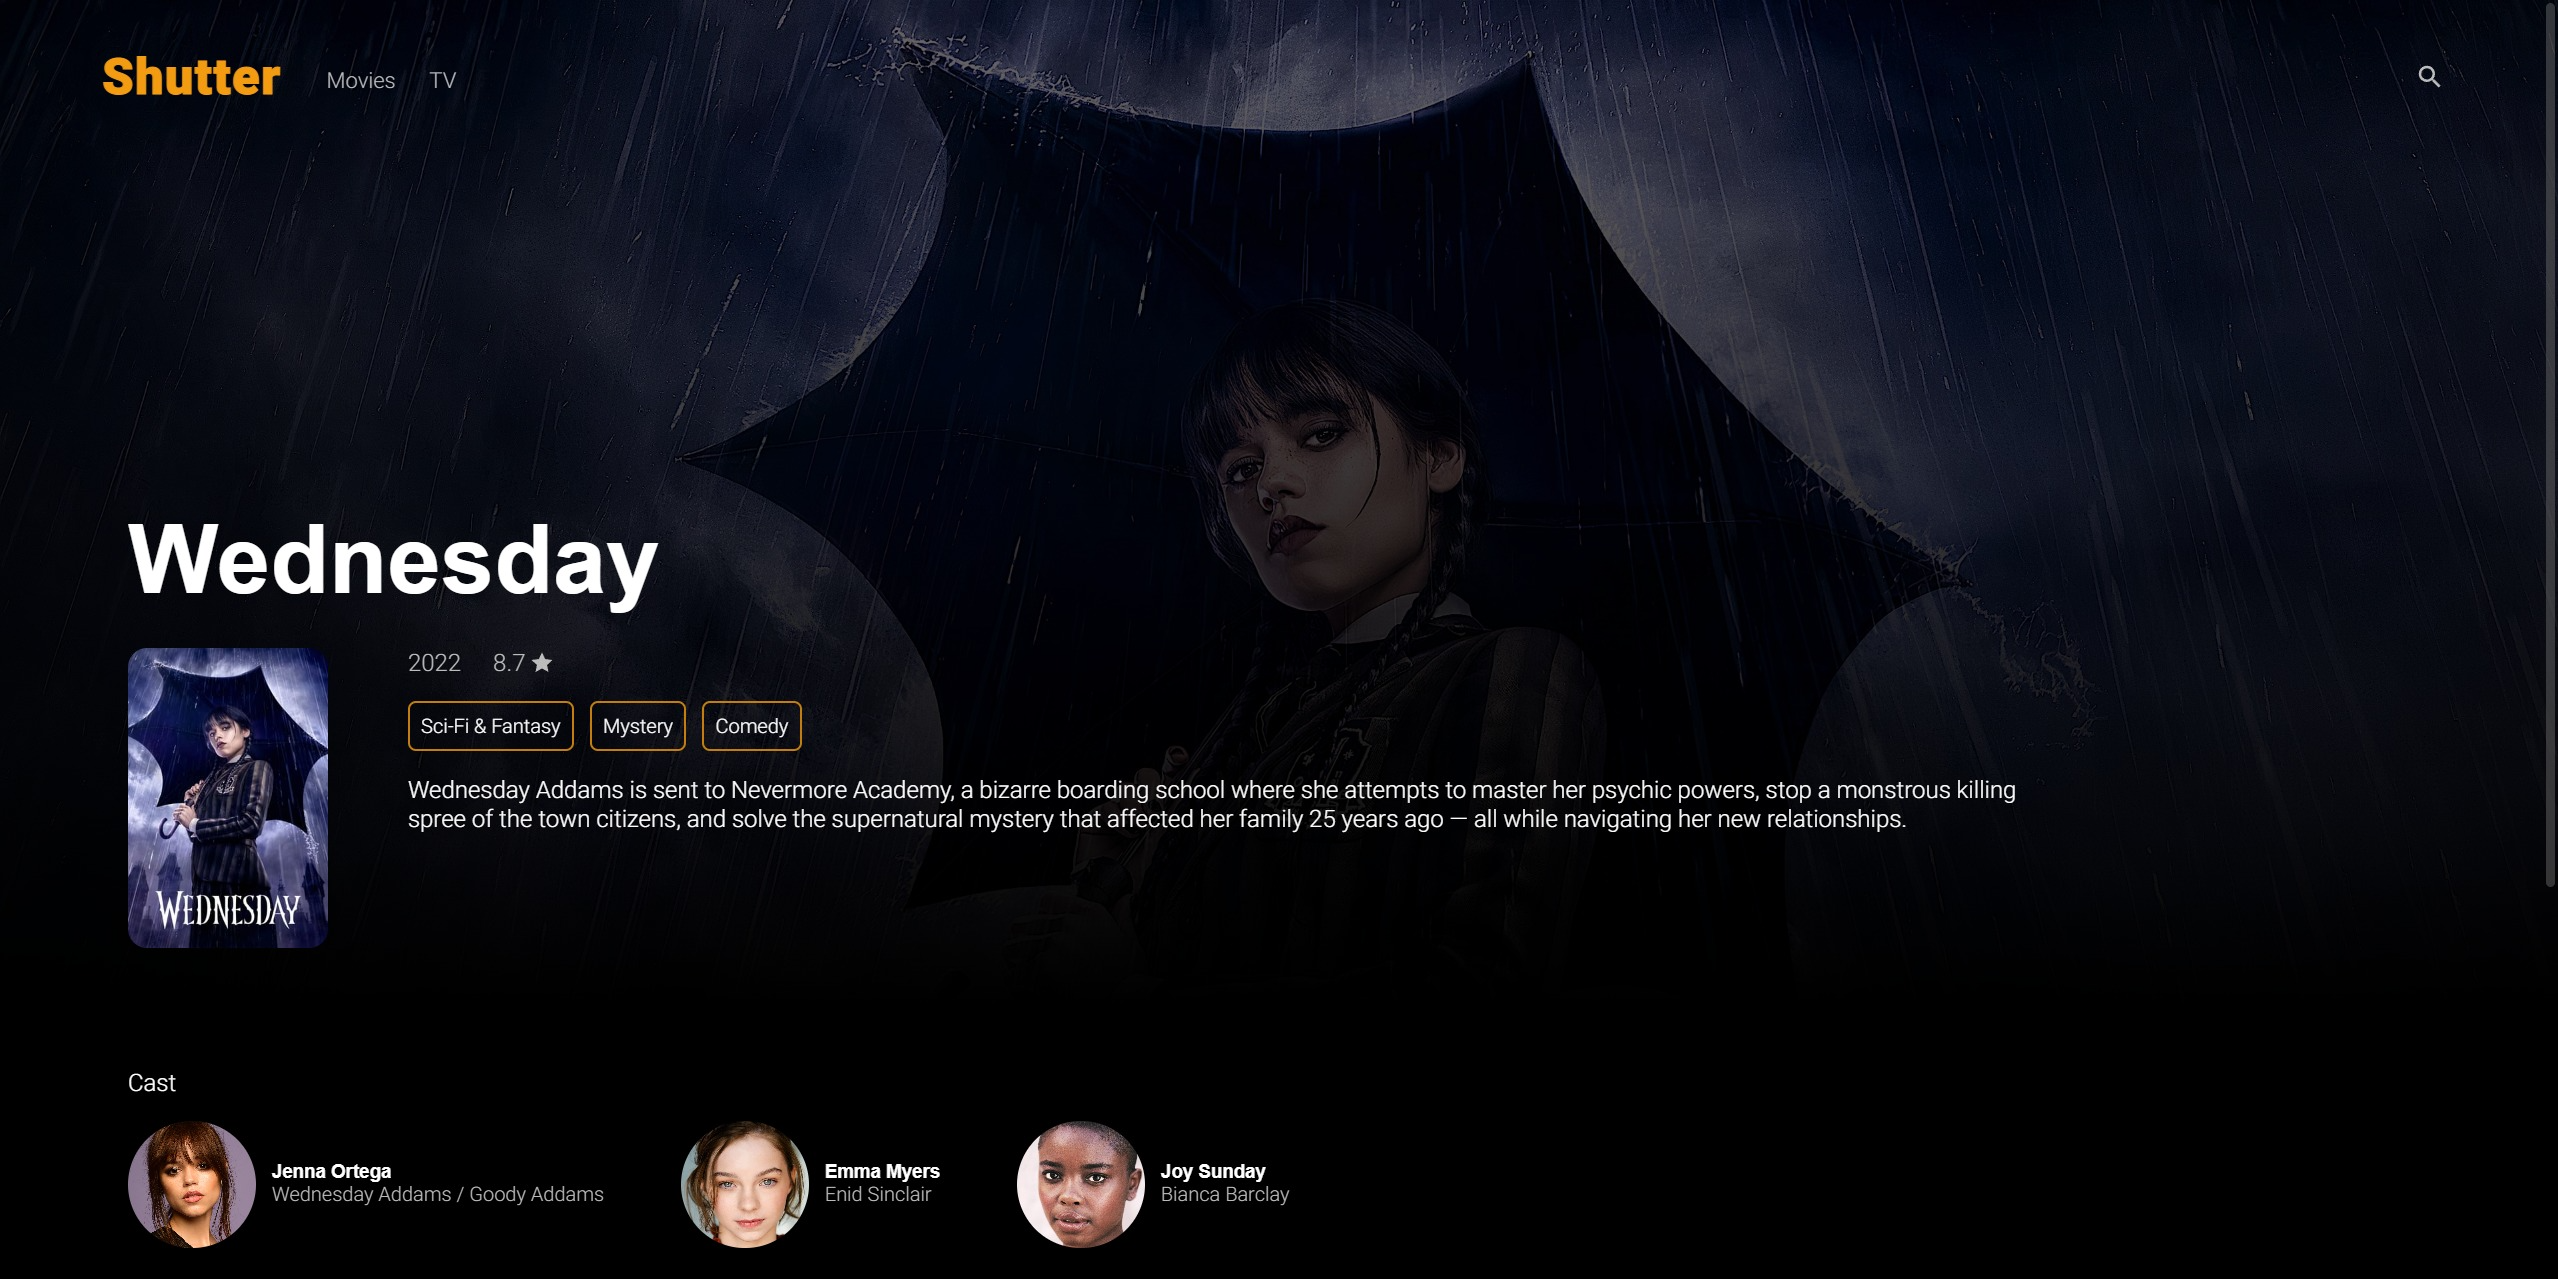 Shutter Movies TV
Wednesday
2022 8.7
Sci-Fi & Fantasy Mystery Comedy
Wednesday Addams is sent to Nevermore Academy, a bizarre boarding school where she attempts to master her psychic powers, stop a monstrous killing
spree of the town citizens, and solve the supernatural mystery that affected her family 25 years ago — all while navigating her new relationships.
WEDNESDAY
Cast
Jenna Ortega
Wednesday Addams / Goody Addams
Emma Myers
Enid Sinclair
Joy Sunday
Bianca Barclay